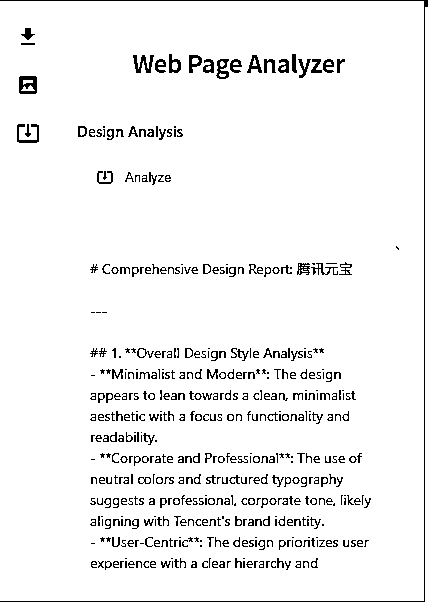 Web Page Analyzer
Design Analysis
Analyze
# Comprehensive Design Report: 腾讯元宝
---
## 1. **Overall Design Style Analysis**
- **Minimalist and Modern**: The design
appears to lean towards a clean, minimalist
aesthetic with a focus on functionality and
readability.
- **Corporate and Professional**: The use of
neutral colors and structured typography
suggests a professional, corporate tone, likely
aligning with Tencent's brand identity.
- **User-Centric**: The design prioritizes user
experience with a clear hierarchy and